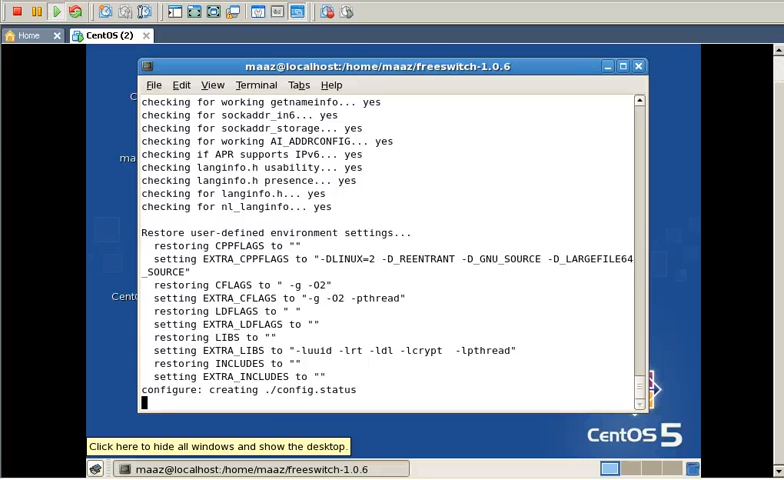 Home
CentOS (2)
maaz@localhost:/home/maaz/freeswitch-1.0.6
File Edit View Terminal Tabs Help
checking for working getnameinfo... yes
checking for sockaddr_in6... yes
checking for sockaddr_storage... yes
checking for working AI_ADDRCONFIG... yes
checking if APR supports IPv6... yes
checking langinfo.h usability... yes
checking langinfo.h presence... yes
checking for langinfo.h... yes
checking for nl_langinfo... yes
Restore user-defined environment settings...
restoring CPPFLAGS to ""
setting EXTRA_CPPFLAGS to "-DLINUX=2 -D_REENTRANT -D_GNU_SOURCE -D_LARGEFILE64
_SOURCE"
restoring CFLAGS to " -g -O2"
setting EXTRA_CFLAGS to "-g -O2 -pthread"
restoring LDFLAGS to " "
setting EXTRA_LDFLAGS to ""
restoring LIBS to ""
setting EXTRA_LIBS to "-luuid -lrt -ldl -lcrypt  -lpthread"
restoring INCLUDES to ""
setting EXTRA_INCLUDES to ""
configure: creating ./config.status
C
ma
Cent
CentOS 5
Click here to hide all windows and show the desktop.
maaz@localhost:/home/maaz/freeswitch-1.0.6